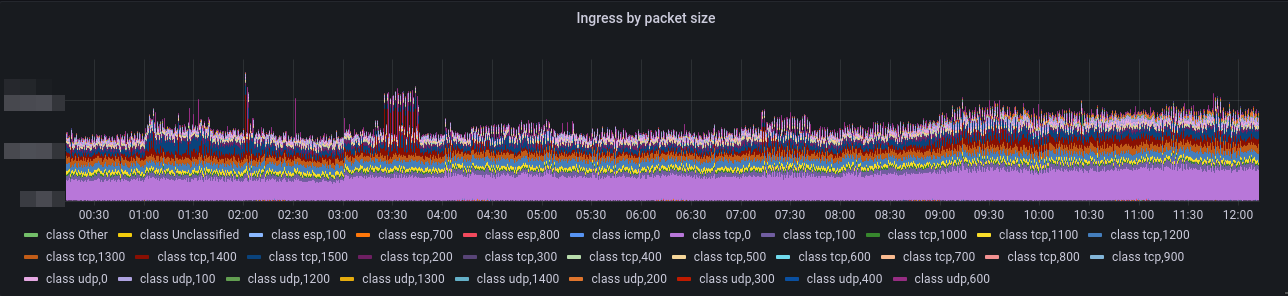 Ingress by packet size
00:30 01:00 01:30 02:00 02:30 03:00 03:30 04:00 04:30 05:00 05:30 06:00 06:30 07:00 07:30 08:00 08:30 09:00 09:30 10:00 10:30 11:00 11:30 12:00
class Other class Unclassified class esp,100 class esp,700 class esp,800 class icmp,0 class tcp,0 class tcp,100 class tcp,1000 class tcp,1100 class tcp,1200
class tcp,1300 class tcp,1400 class tcp,1500 class tcp,200 class tcp,300 class tcp,400 class tcp,500 class tcp,600 class tcp,700 class tcp,800 class tcp,900
class udp,0 class udp,100 class udp,1200 class udp,1300 class udp,1400 class udp,200 class udp,300 class udp,400 class udp,600